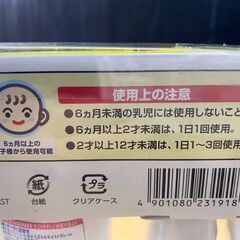 使用上の注意
●6ヵ月未満の乳児には使用しないこと
●6ヵ月以上2才未満は、1日1回使用。
●2才以上12才未満は、1日1~3回使用
6ヵ月以上の
子様から使用可能
ST
紙
台紙
プラ
クリアケース
4 901080 231918